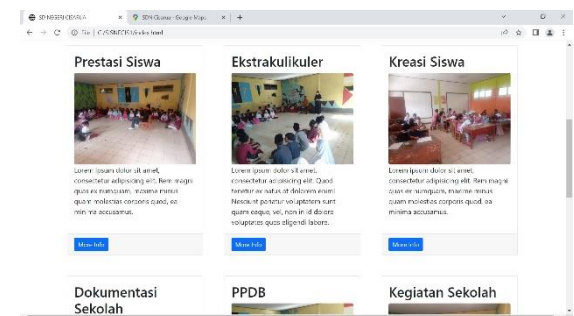 SD NEGERI CISARUA
SDN Cisarua - Google Maps
File | C:/SISNFCIS1/index.html
Prestasi Siswa
Lorem ipsum dolor sit amet,
consectetur adipisicing elit. Rem magni
quas ex numquam, maxime minus
quam molestias corporis quod, ea
minima accusamus.
More Info
Ekstrakulikuler
Lorem ipsum dolor sit amet,
consectetur adipisicing elit. Quod
tenetur ex natus at dolorem enim!
Nesciunt pariatur voluptatem sunt
quam eaque, vel, non in id dolore
voluptates quos eligendi labore.
More Info
Kreasi Siswa
Lorem ipsum dolor sit amet,
consectetur adipisicing elit. Rem magni
quas ex numquam, maxime minus
quam molestias corporis quod, ea
minima accusamus.
More Info
Dokumentasi
Sekolah
PPDB
Kegiatan Sekolah